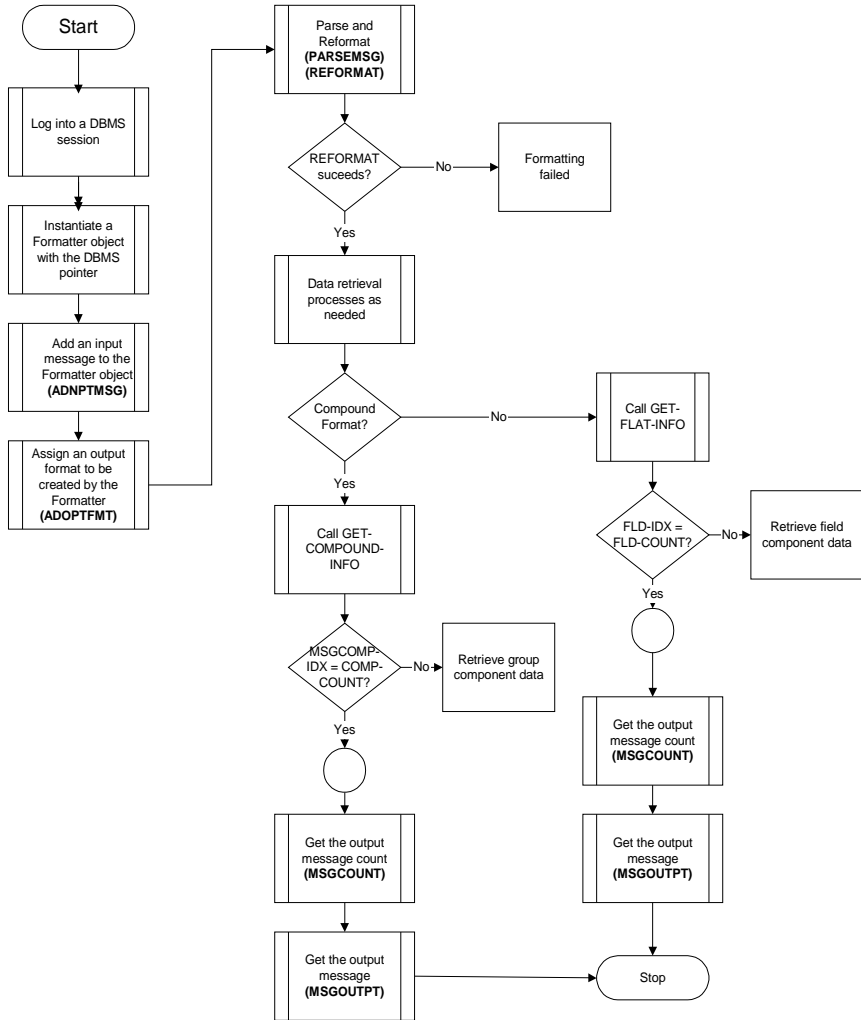 Start
Log into a DBMS
session
Instantiate a
Formatter object
with the DBMS
pointer
Add an input
message to the
Formatter object
(ADNPTMSG)
Assign an output
format to be
created by the
Formatter
(ADOPTFMT)
Parse and
Reformat
(PARSEMSG)
(REFORMAT)
REFORMAT
suceeds?
No
Formatting
failed
Yes
Data retrieval
processes as
needed
Compound
Format?
No
Call GET-
FLAT-INFO
Yes
Call GET-
COMPOUND-
INFO
FLD-IDX =
FLD-COUNT?
No
Retrieve field
component data
Yes
MSGCOMP-
IDX = COMP-
COUNT?
No
Retrieve group
component data
Yes
Get the output
message count
(MSGCOUNT)
Get the output
message
(MSGOUTPT)
Get the output
message count
(MSGCOUNT)
Get the output
message
(MSGOUTPT)
Stop